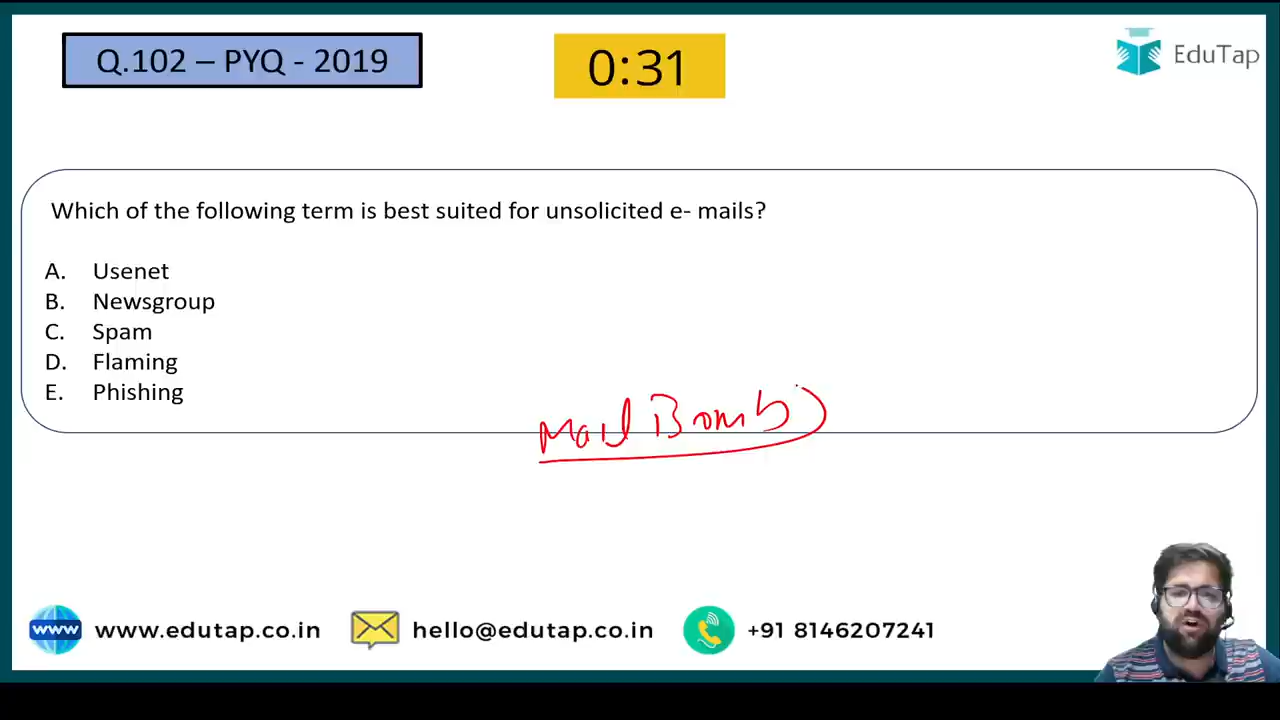 Q.102 – PYQ - 2019
0:31
EduTap
Which of the following term is best suited for unsolicited e- mails?
A. Usenet
B. Newsgroup
C. Spam
D. Flaming
E. Phishing
Mail Bomb
www www.edutap.co.in hello@edutap.co.in +91 8146207241